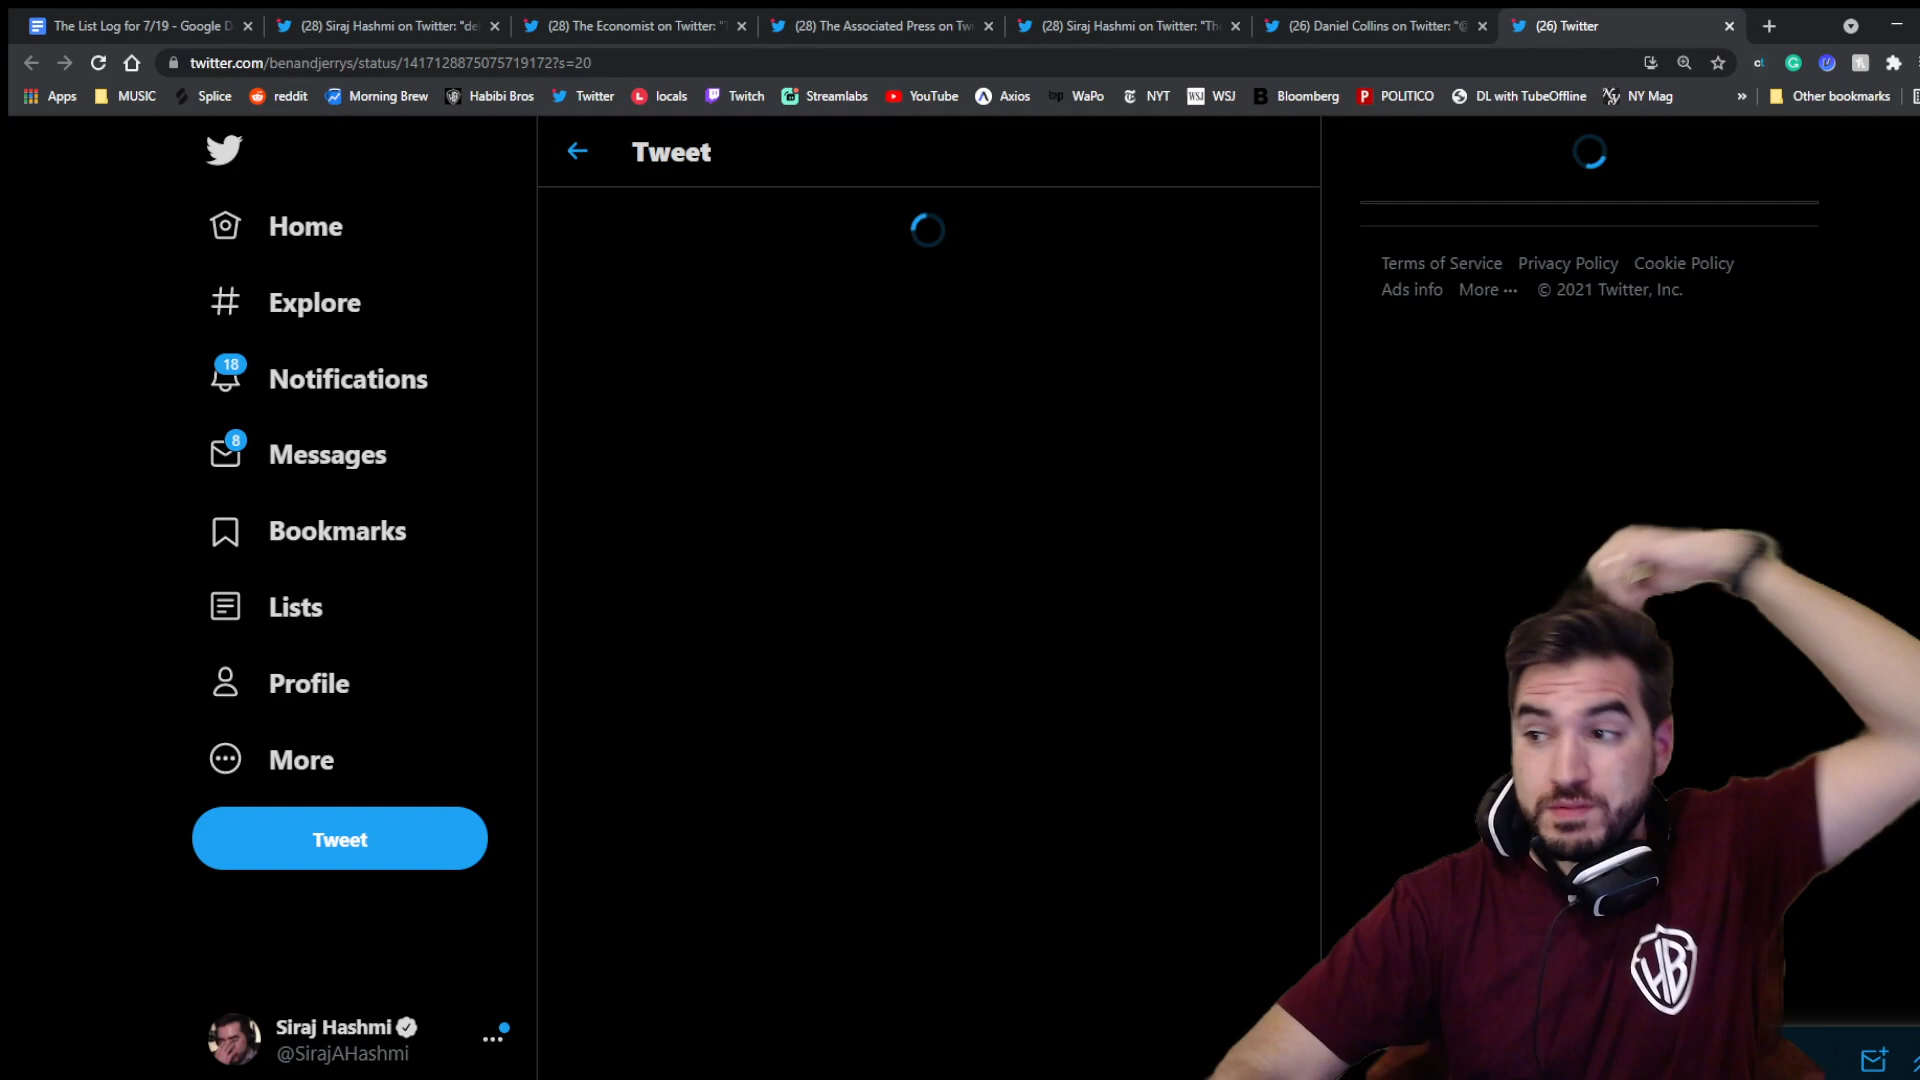 The List Log for 7/19 - Google D
(28) Siraj Hashmi on Twitter: "de
(28) The Economist on Twitter: "
(28) The Associated Press on Tw
(28) Siraj Hashmi on Twitter: "Th
(26) Daniel Collins on Twitter: "@
(26) Twitter
twitter.com/benandjerrys/status/1417128875075719172?s=20
Apps
MUSIC
Splice
reddit
Morning Brew
Habibi Bros
Twitter
locals
Twitch
Streamlabs
YouTube
Axios
WaPo
NYT
WSJ
Bloomberg
POLITICO
DL with TubeOffline
NY Mag
»
Other bookmarks
Tweet
Home
Explore
18
Notifications
8
Messages
Bookmarks
Lists
Profile
More
Tweet
Siraj Hashmi
@SirajAHashmi
Terms of Service Privacy Policy Cookie Policy
Ads info More ··· © 2021 Twitter, Inc.
HB